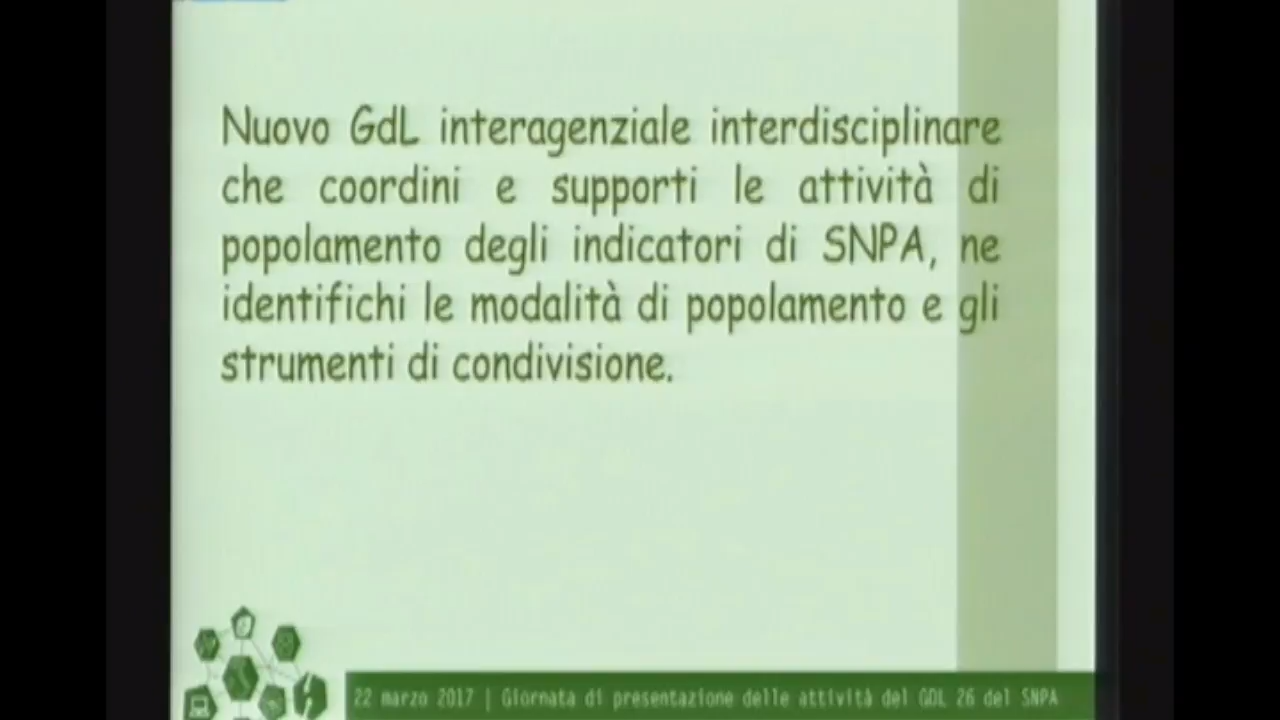 Nuovo GdL interagenziale interdisciplinare
che coordini e supporti le attività di
popolamento degli indicatori di SNPA, ne
identifichi le modalità di popolamento e gli
strumenti di condivisione.
22 marzo 2017 | Giornata di presentazione delle attività del GDL 26 del SNPA